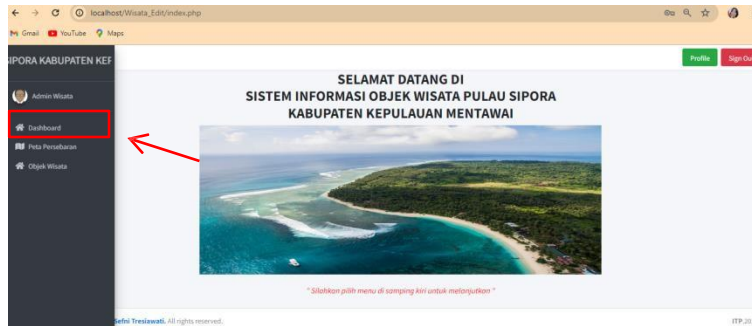 localhost/Wisata_Edit/index.php
Gmail YouTube Maps
SIPORA KABUPATEN KEP
Profile Sign Ou
Admin Wisata
Dashboard
Peta Persebaran
Objek Wisata
SELAMAT DATANG DI
SISTEM INFORMASI OBJEK WISATA PULAU SIPORA
KABUPATEN KEPULAUAN MENTAWAI
" Silahkan pilih menu di samping kiri untuk melanjutkan "
Sefni Tresiawati. All rights reserved.
ITP.20